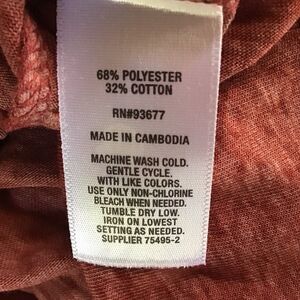 68% POLYESTER
32% COTTON
RN#93677
MADE IN CAMBODIA
MACHINE WASH COLD.
GENTLE CYCLE.
WITH LIKE COLORS.
USE ONLY NON-CHLORINE
BLEACH WHEN NEEDED.
TUMBLE DRY LOW.
IRON ON LOWEST
SETTING AS NEEDED.
SUPPLIER 75495-2